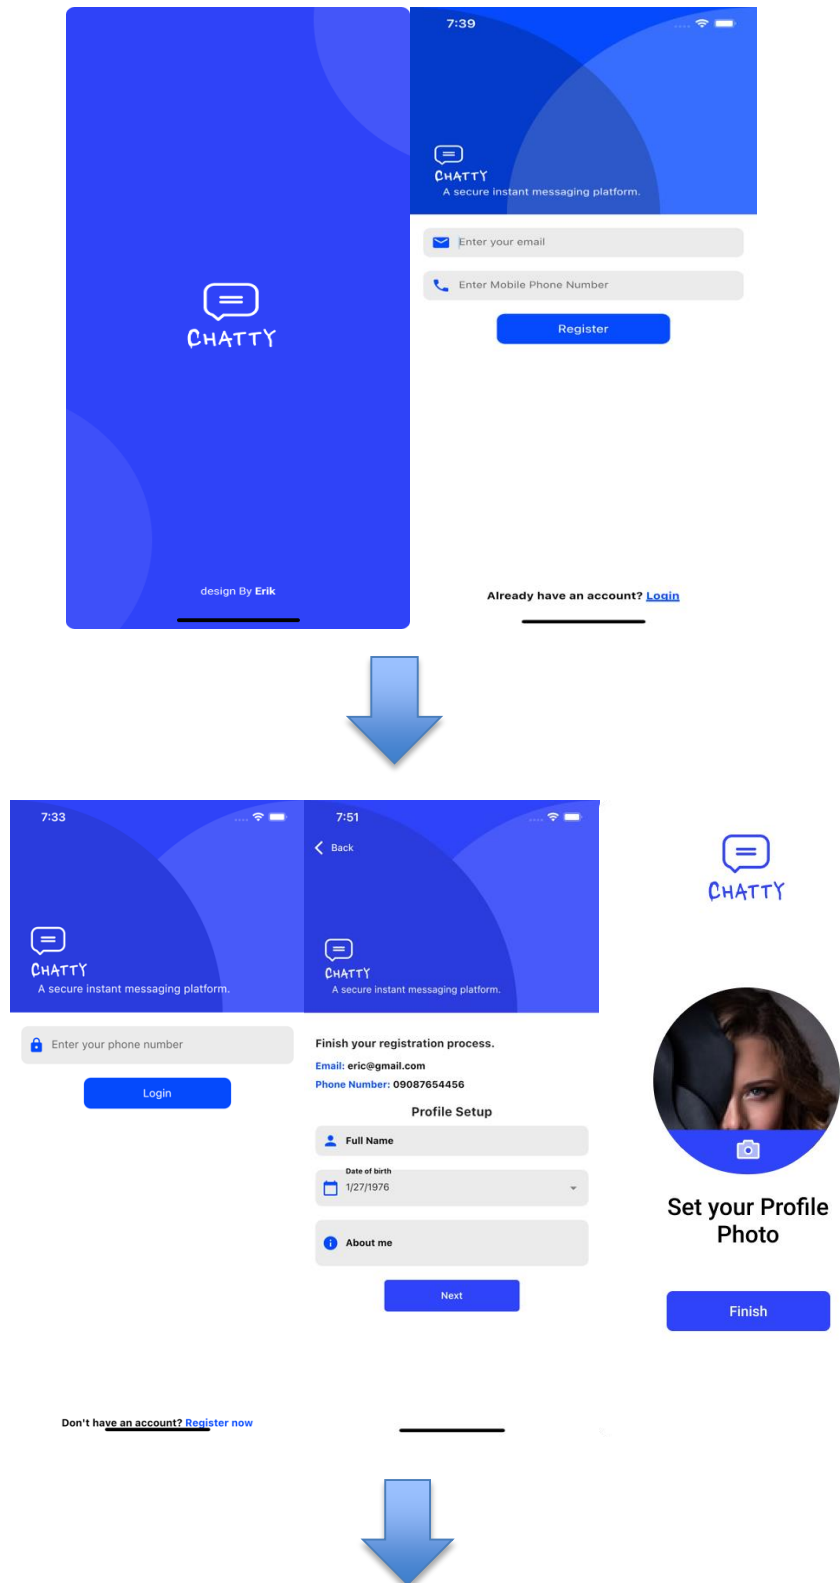 CHATTY
design By Erik
7:39
CHATTY
A secure instant messaging platform.
Enter your email
Enter Mobile Phone Number
Register
Already have an account? Login
7:33
CHATTY
A secure instant messaging platform.
Enter your phone number
Login
Don't have an account? Register now
7:51
Back
CHATTY
A secure instant messaging platform.
Finish your registration process.
Email: eric@gmail.com
Phone Number: 09087654456
Profile Setup
Full Name
Date of birth
1/27/1976
About me
Next
CHATTY
Set your Profile
Photo
Finish